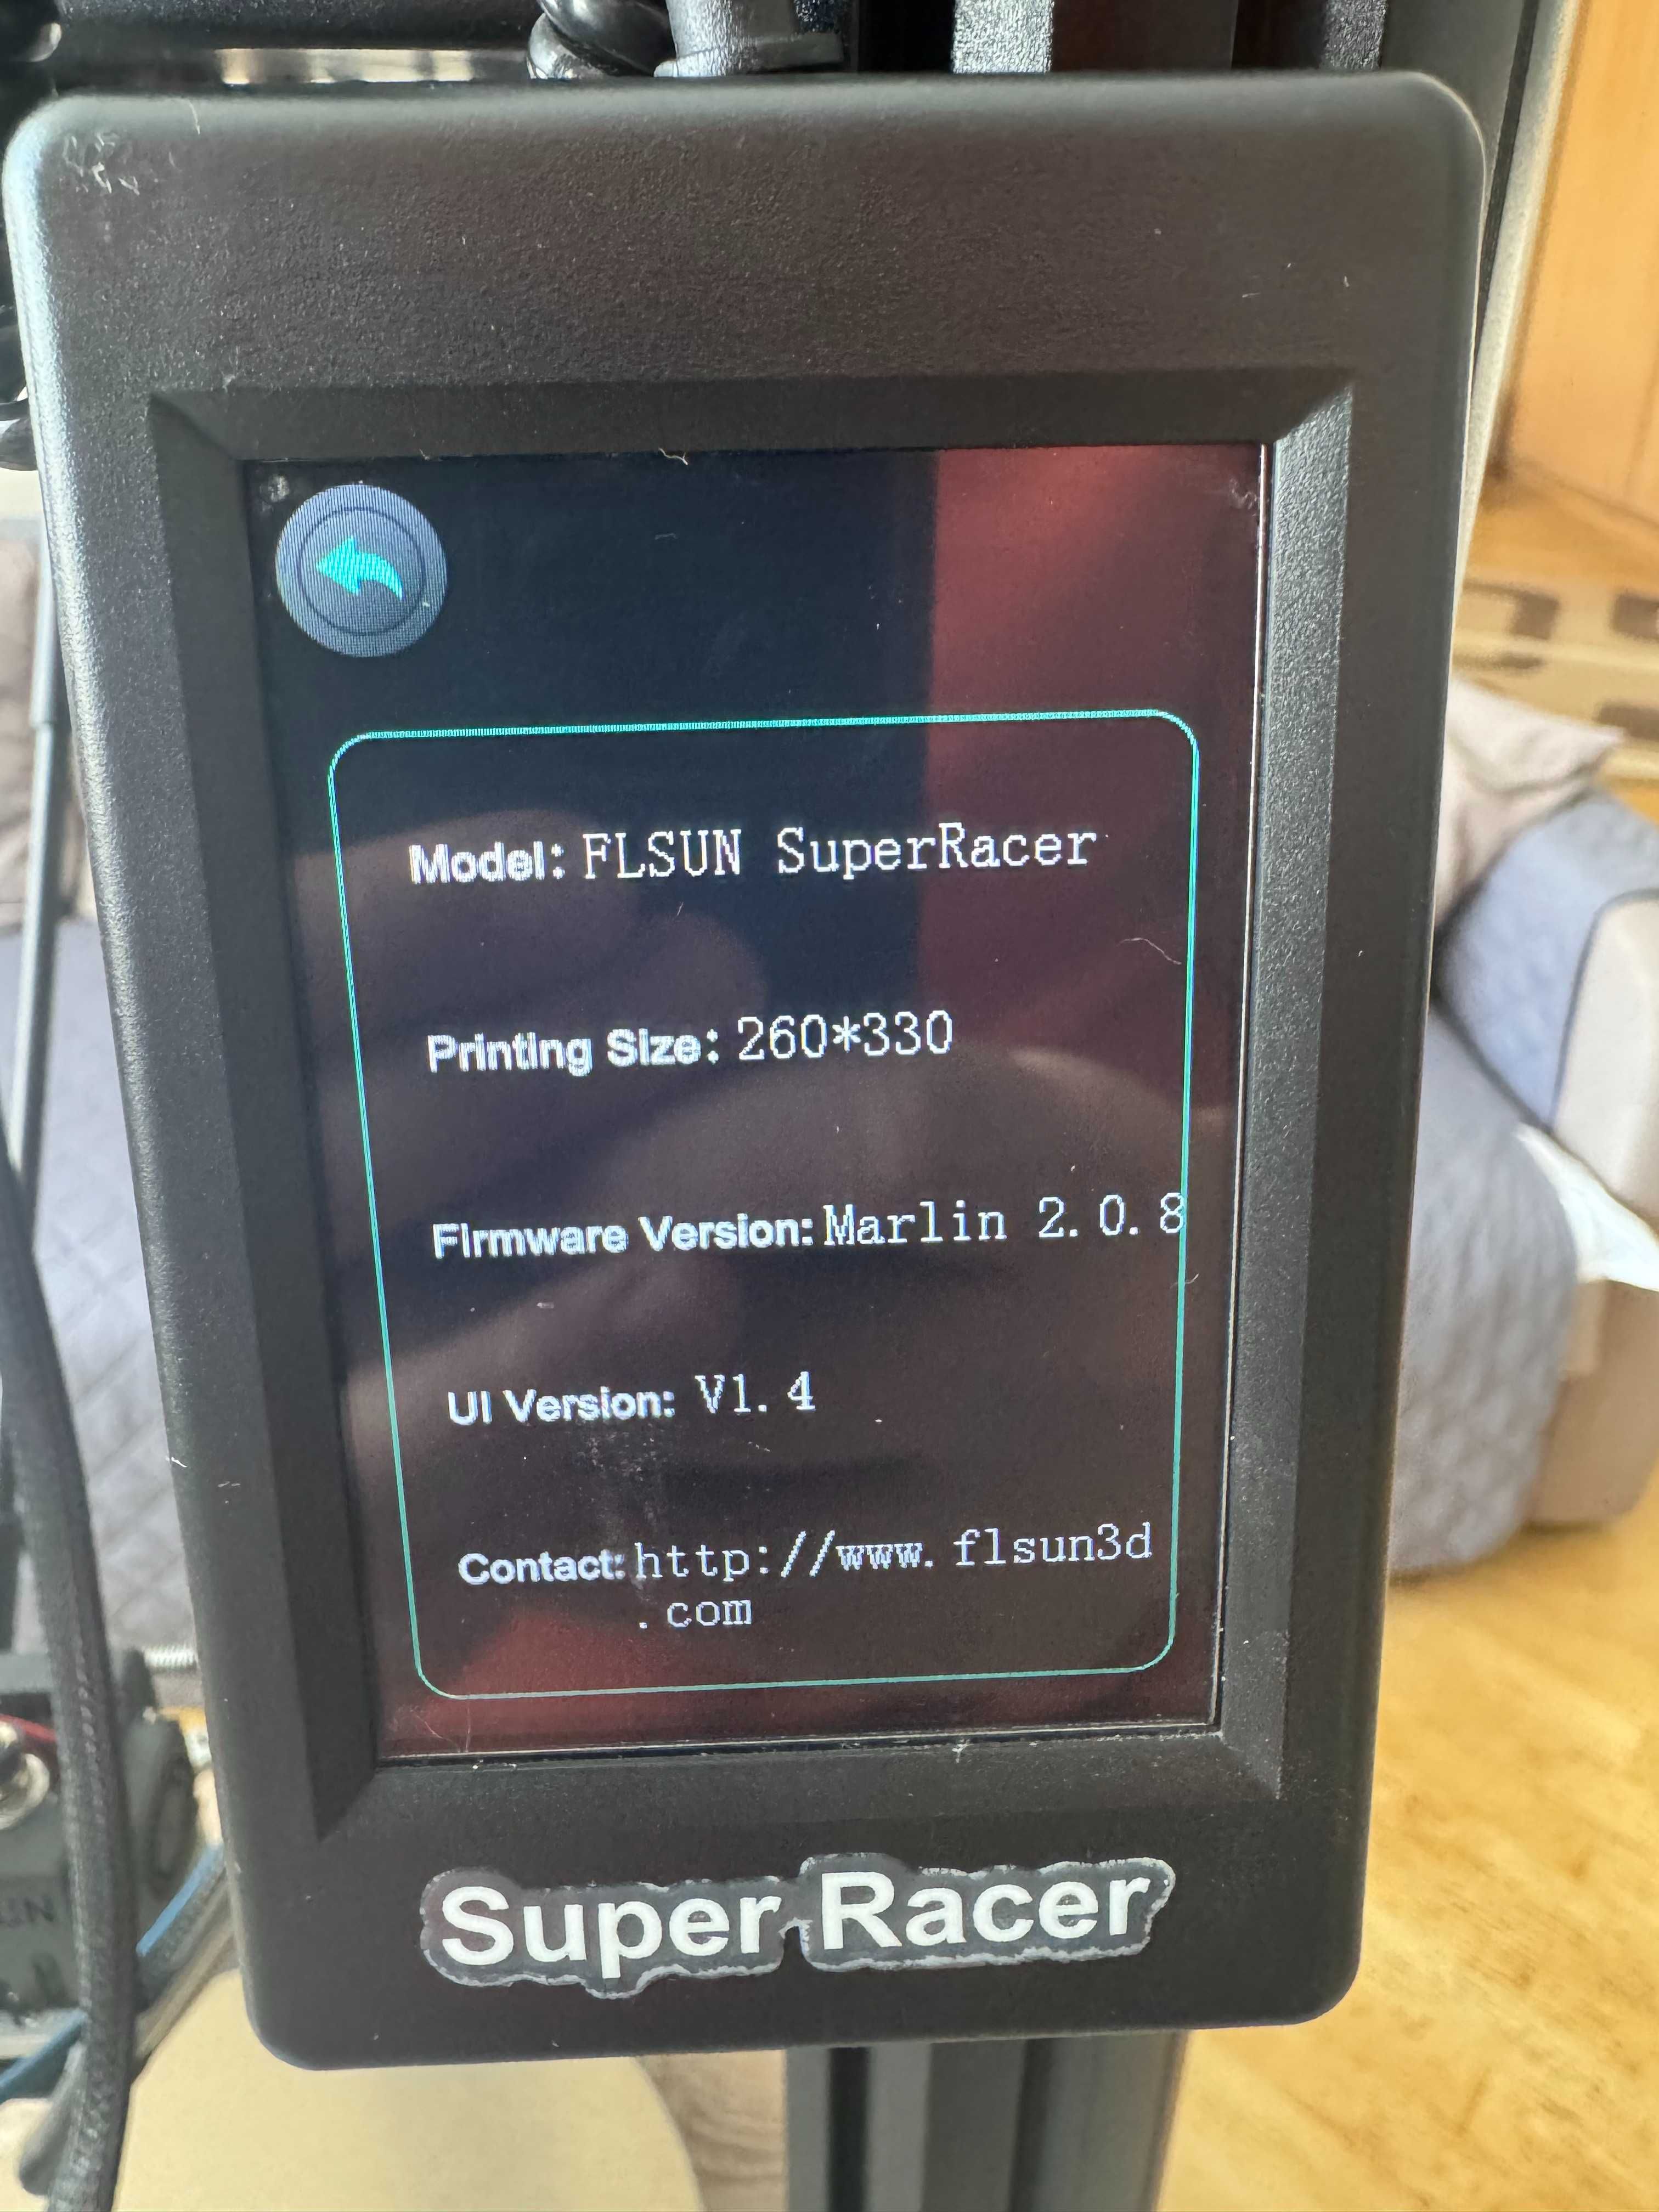 Model: FLSUN SuperRacer
Printing Size: 260*330
Firmware Version: Marlin 2.0.8
UI Version: V1.4
Contact: http://www.flsun3d
.com
Super Racer